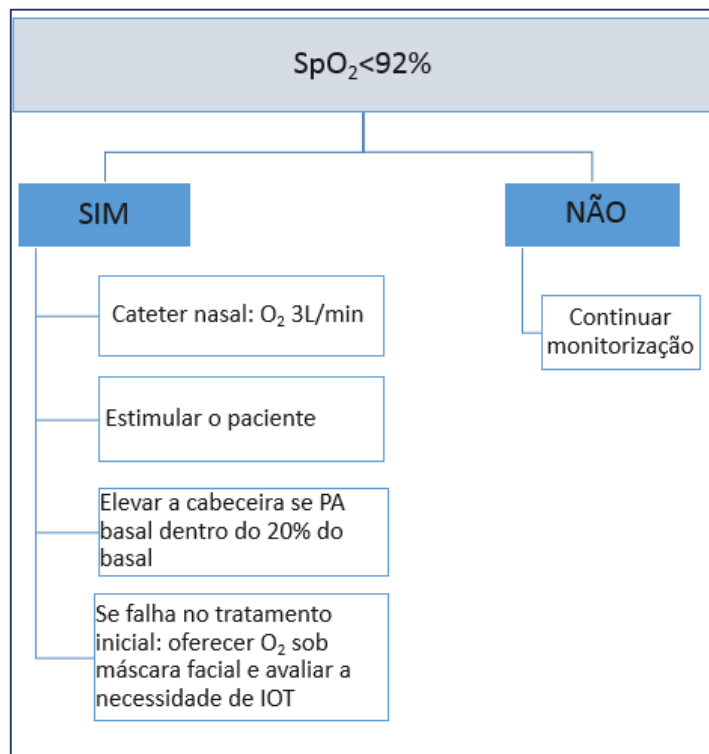 SpO₂<92%
SIM
NÃO
Cateter nasal: O₂ 3L/min
Continuar
monitorização
Estimular o paciente
Elevar a cabeceira se PA
basal dentro do 20% do
basal
Se falha no tratamento
inicial: oferecer O₂ sob
máscara facial e avaliar a
necessidade de IOT